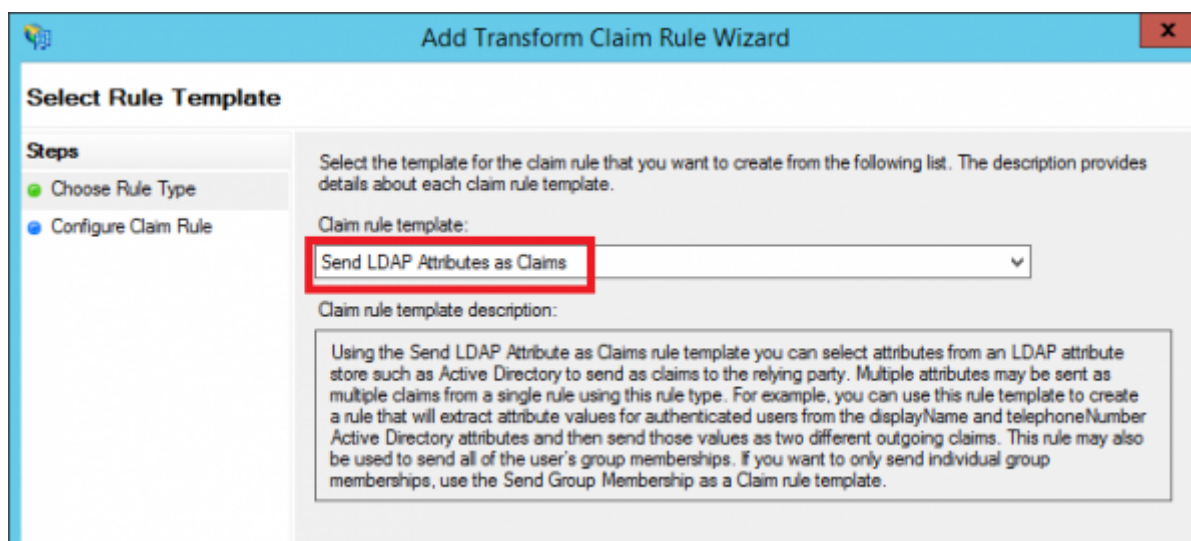 Add Transform Claim Rule Wizard
x
Select Rule Template
Steps
Choose Rule Type
Configure Claim Rule
Select the template for the claim rule that you want to create from the following list. The description provides
details about each claim rule template.
Claim rule template:
Send LDAP Attributes as Claims
Claim rule template description:
Using the Send LDAP Attribute as Claims rule template you can select attributes from an LDAP attribute
store such as Active Directory to send as claims to the relying party. Multiple attributes may be sent as
multiple claims from a single rule using this rule type. For example, you can use this rule template to create
a rule that will extract attribute values for authenticated users from the displayName and telephoneNumber
Active Directory attributes and then send those values as two different outgoing claims. This rule may also
be used to send all of the user's group memberships. If you want to only send individual group
memberships, use the Send Group Membership as a Claim rule template.